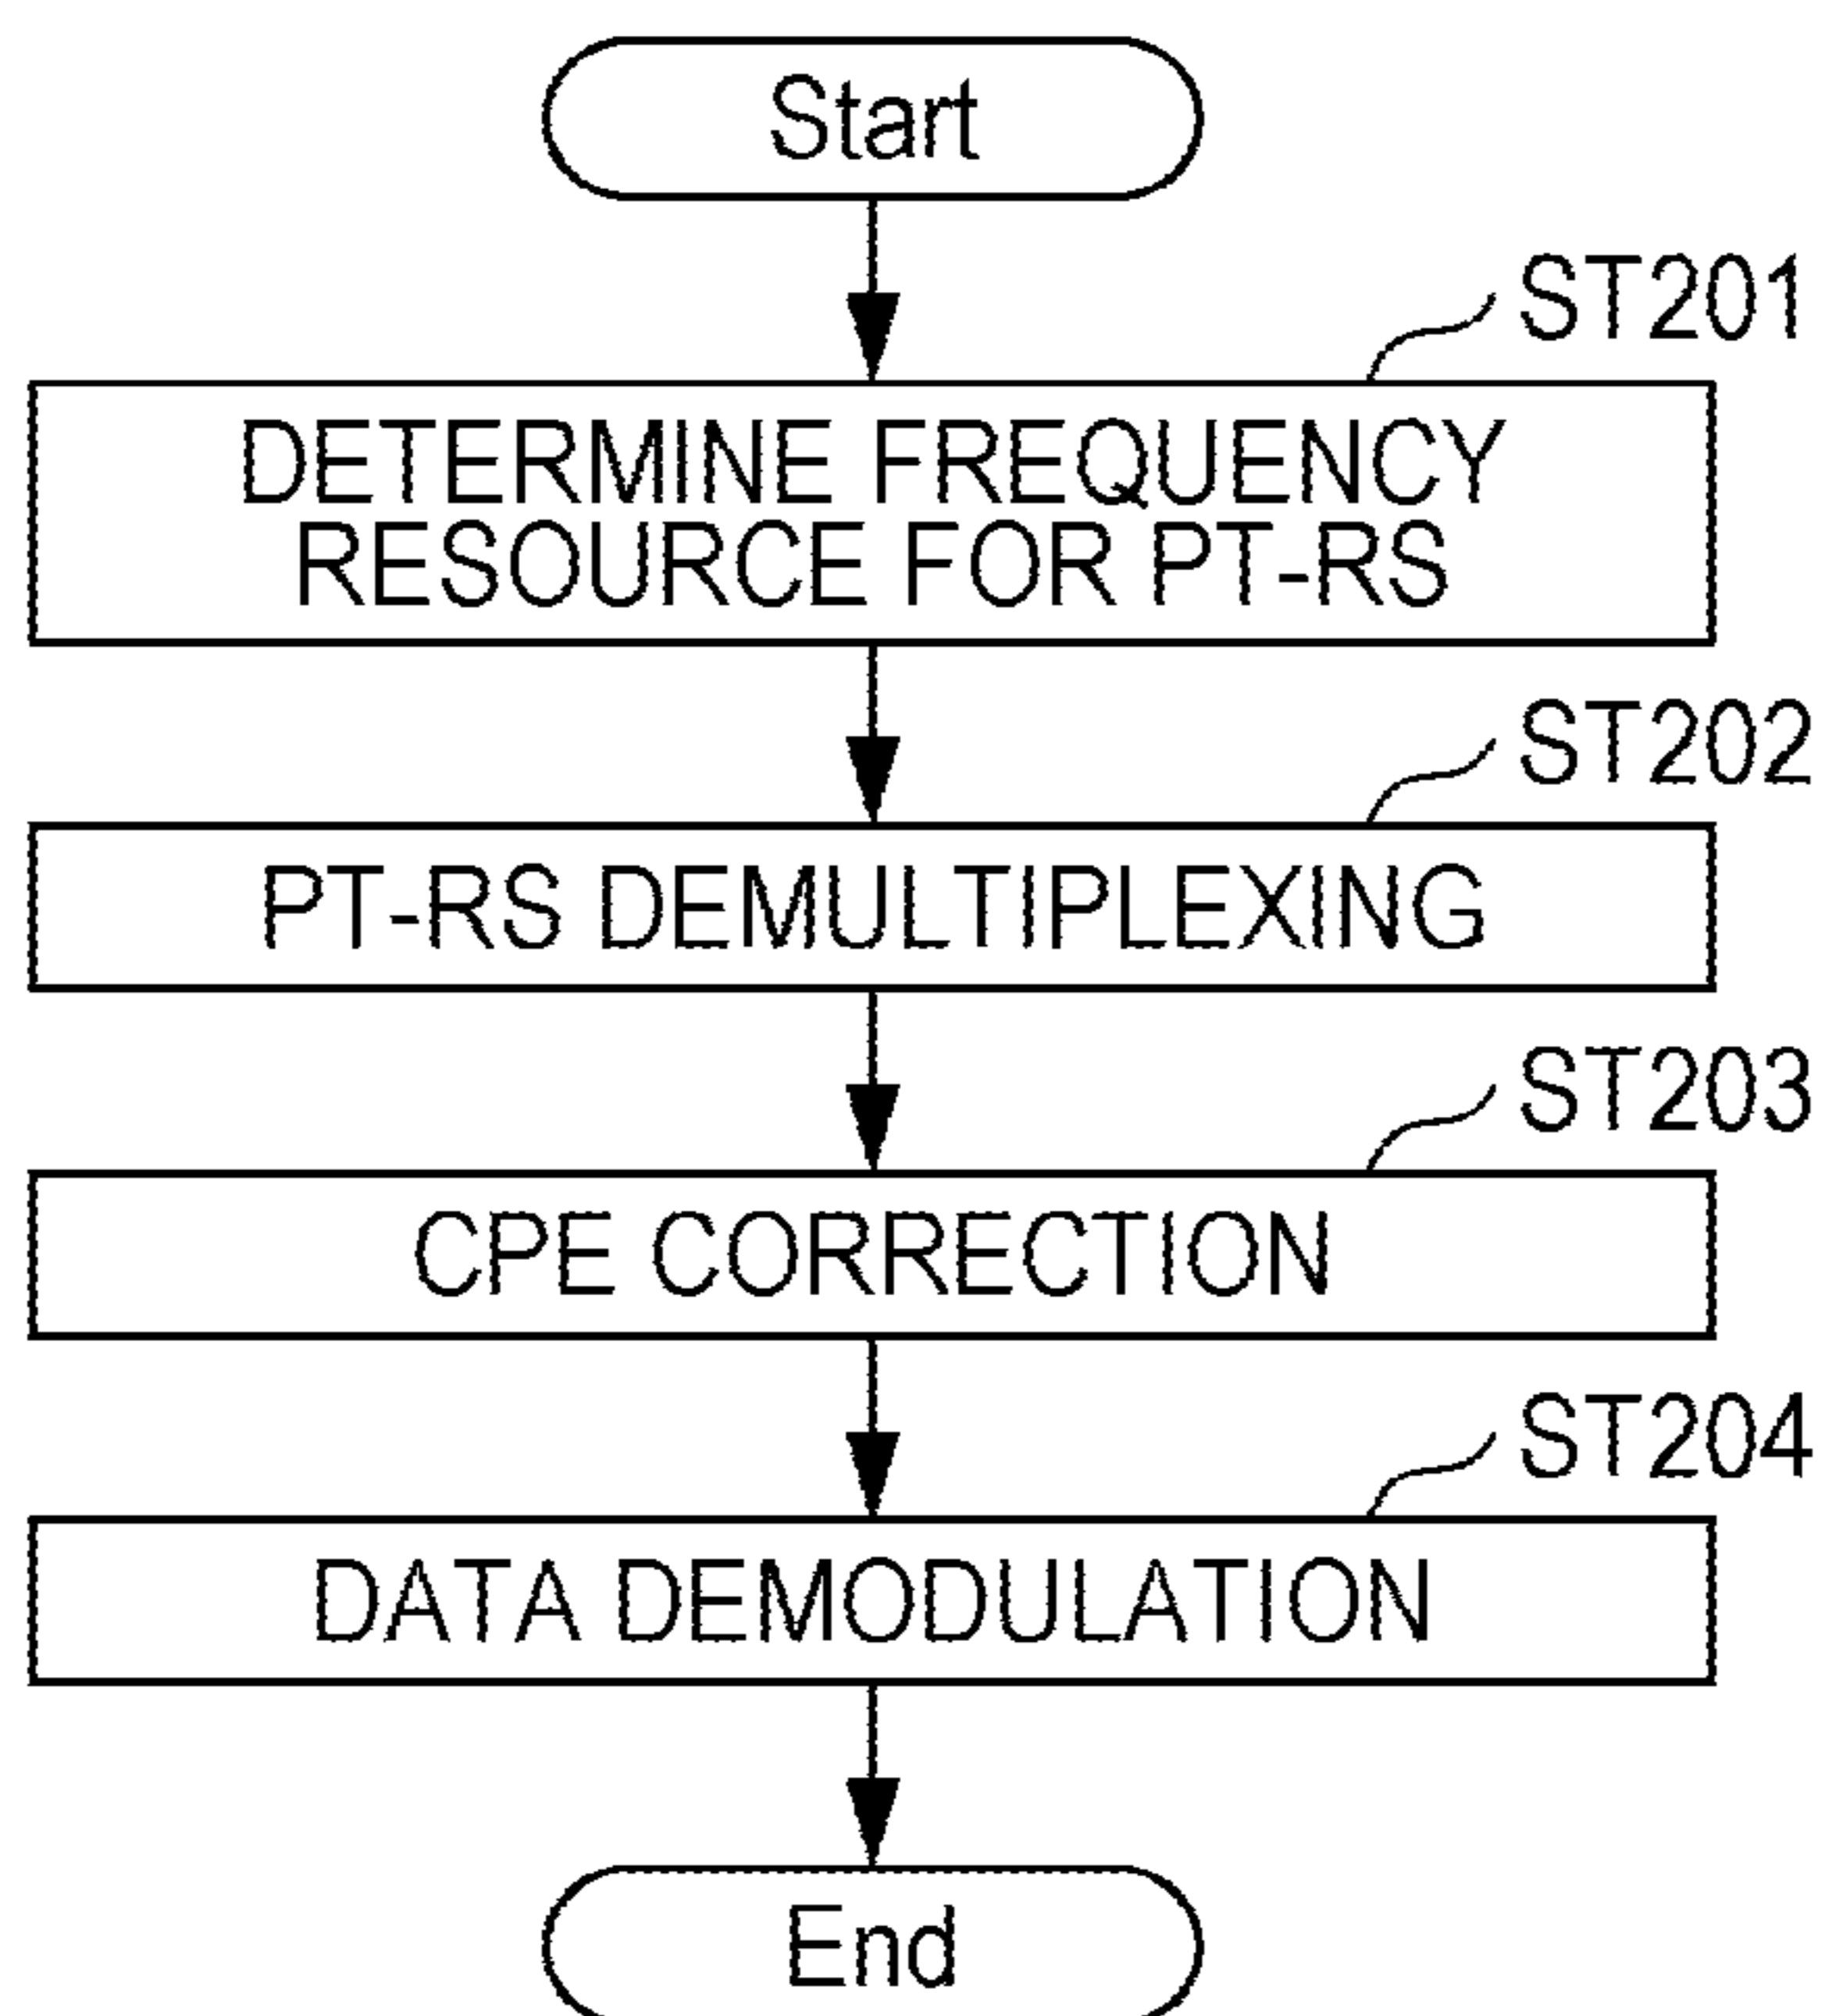 Start
ST201
DETERMINE FREQUENCY
RESOURCE FOR PT-RS
ST202
PT-RS DEMULTIPLEXING
ST203
CPE CORRECTION
ST204
DATA DEMODULATION
End